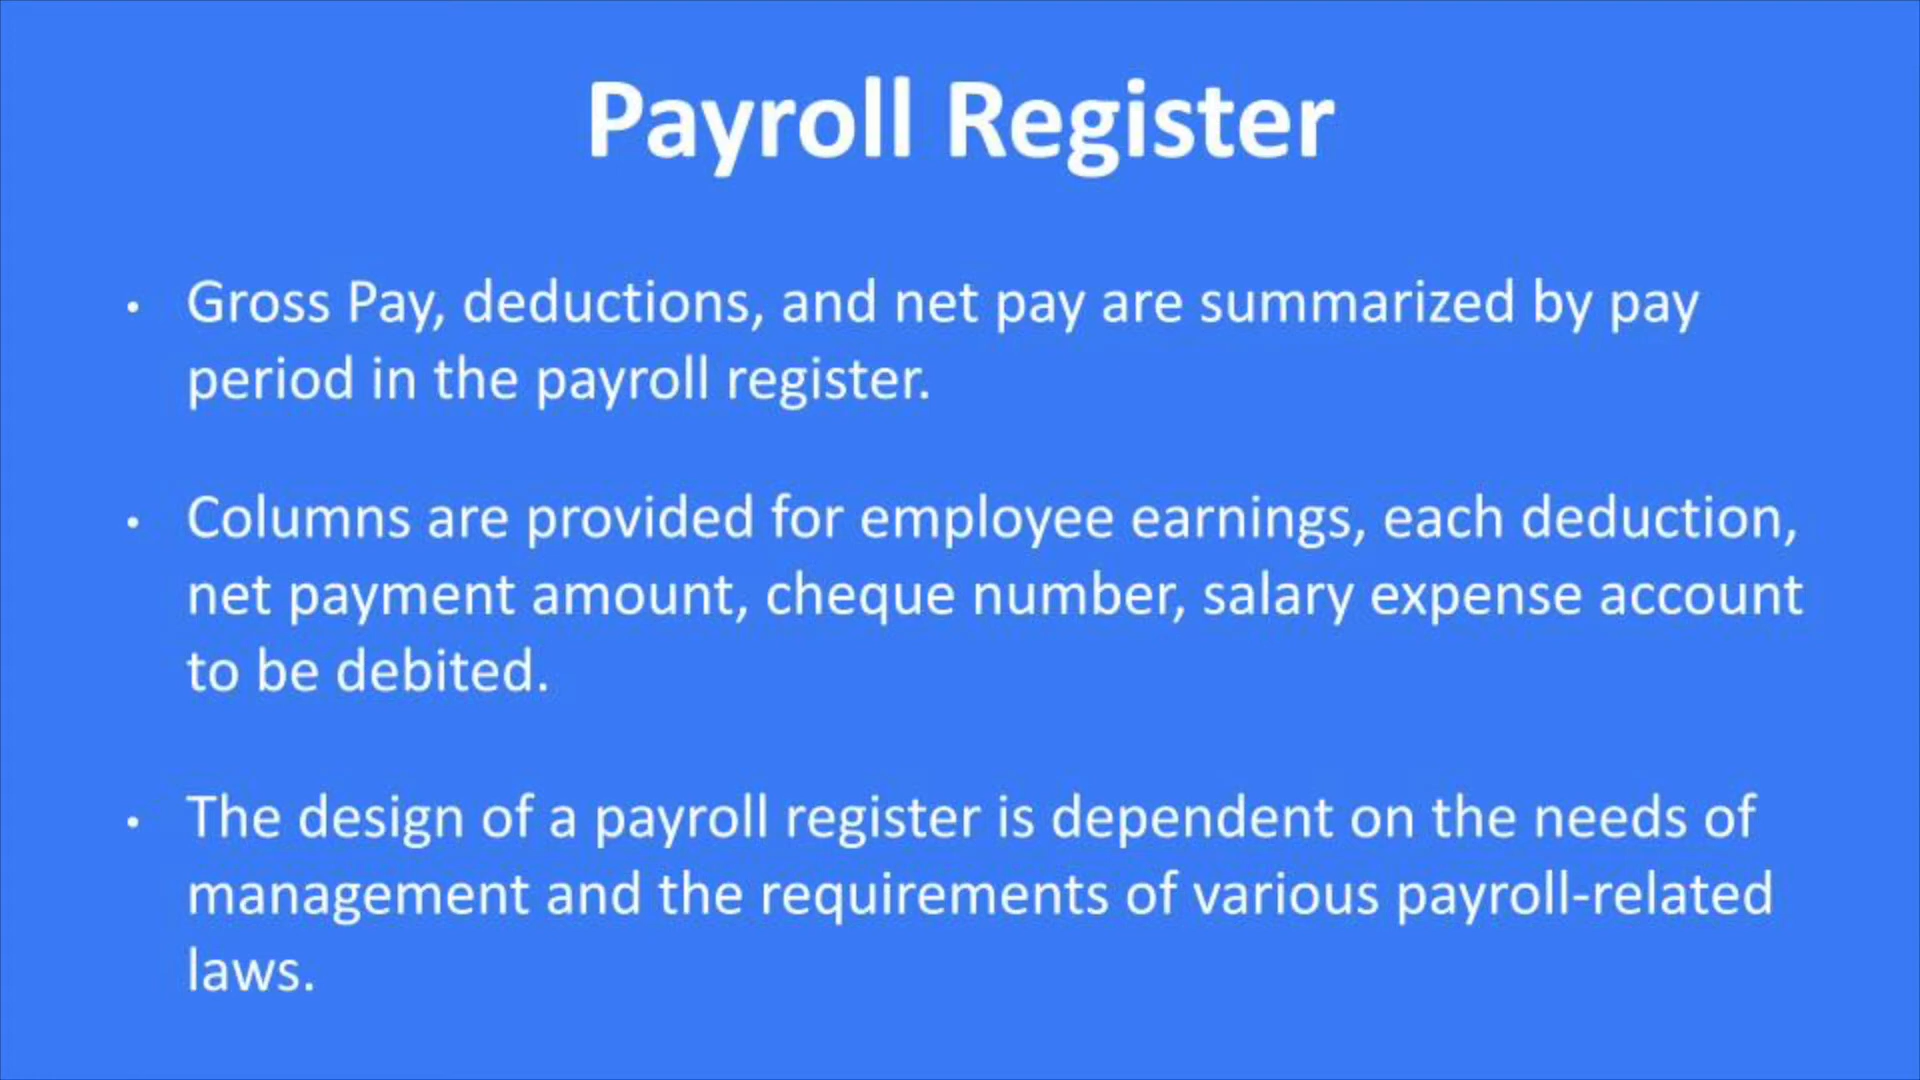 Payroll Register
• Gross Pay, deductions, and net pay are summarized by pay
period in the payroll register.
• Columns are provided for employee earnings, each deduction,
net payment amount, cheque number, salary expense account
to be debited.
• The design of a payroll register is dependent on the needs of
management and the requirements of various payroll-related
laws.